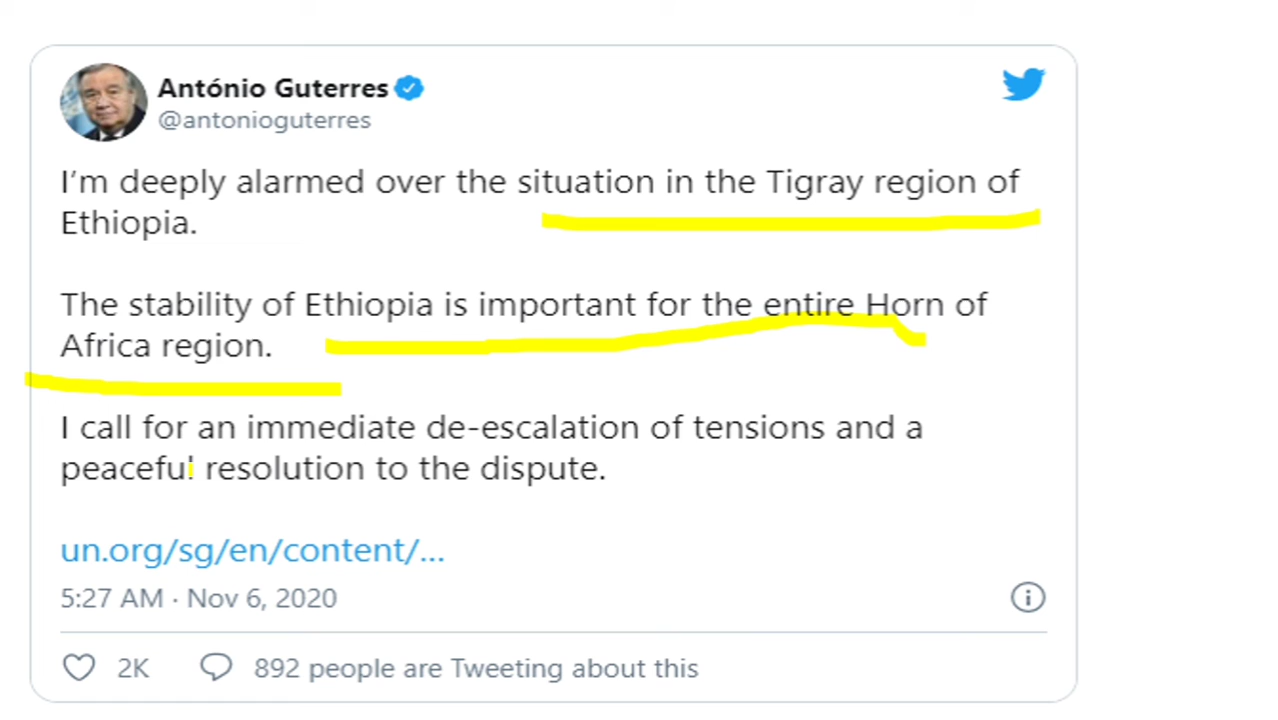 António Guterres
@antonioguterres
I'm deeply alarmed over the situation in the Tigray region of
Ethiopia.
The stability of Ethiopia is important for the entire Horn of
Africa region.
I call for an immediate de-escalation of tensions and a
peaceful resolution to the dispute.
un.org/sg/en/content/...
5:27 AM · Nov 6, 2020
2K 892 people are Tweeting about this